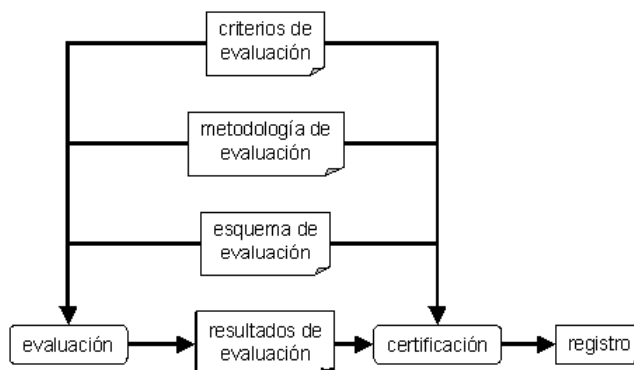 criterios de
evaluación
metodología de
evaluación
esquema de
evaluación
evaluación
resultados de
evaluación
certificación
registro